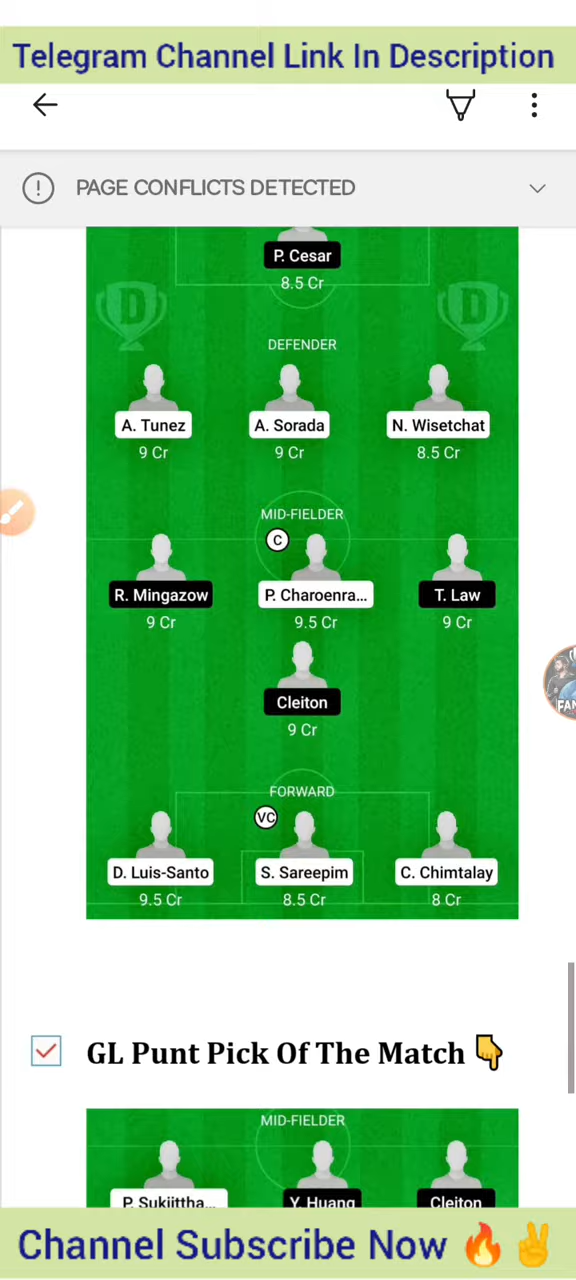 Telegram Channel Link In Description
PAGE CONFLICTS DETECTED
P. Cesar
8.5 Cr
DEFENDER
A. Tunez
A. Sorada
N. Wisetchat
9 Cr
9 Cr
8.5 Cr
MID-FIELDER
C
R. Mingazow
P. Charoenra...
T. Law
9 Cr
9.5 Cr
9 Cr
Cleiton
9 Cr
FORWARD
VC
D. Luis-Santo
S. Sareepim
C. Chimtalay
9.5 Cr
8.5 Cr
8 Cr
FAN
GL Punt Pick Of The Match 👇
MID-FIELDER
P. Sukjittha...
Y. Huang
Cleiton
Channel Subscribe Now 🔥✌